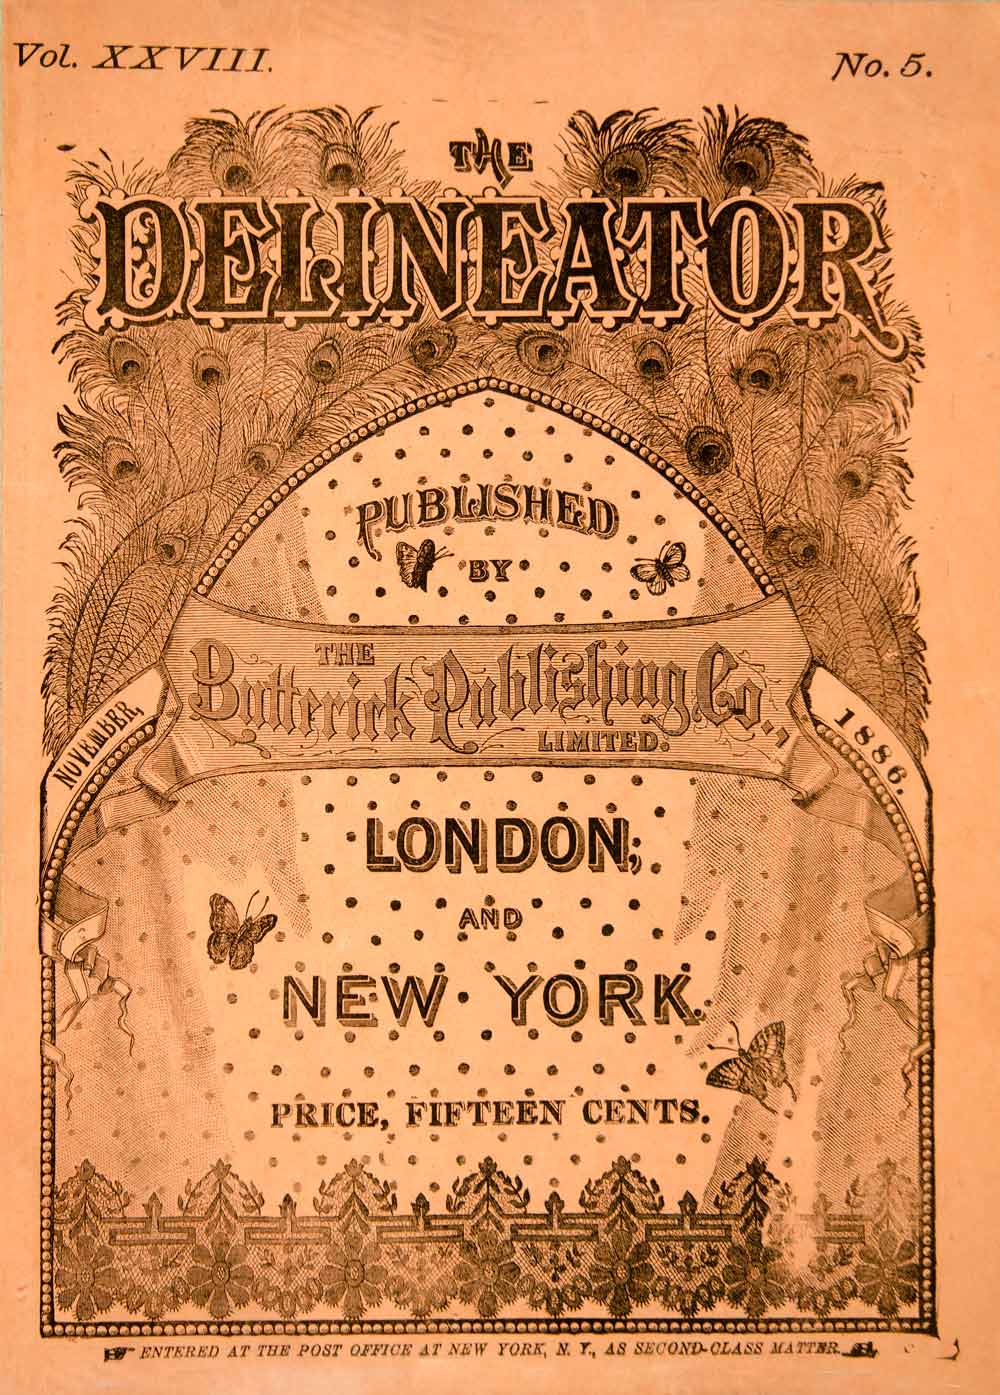 Vol. XXVIII.
No. 5.
THE
DELINEATOR
PUBLISHED
BY
THE
Butterick Publishing Co.,
LIMITED.
NOVEMBER,
1886.
LONDON,
AND
NEW YORK.
PRICE, FIFTEEN CENTS.
ENTERED AT THE POST OFFICE AT NEW YORK, N. Y., AS SECOND-CLASS MATTER.